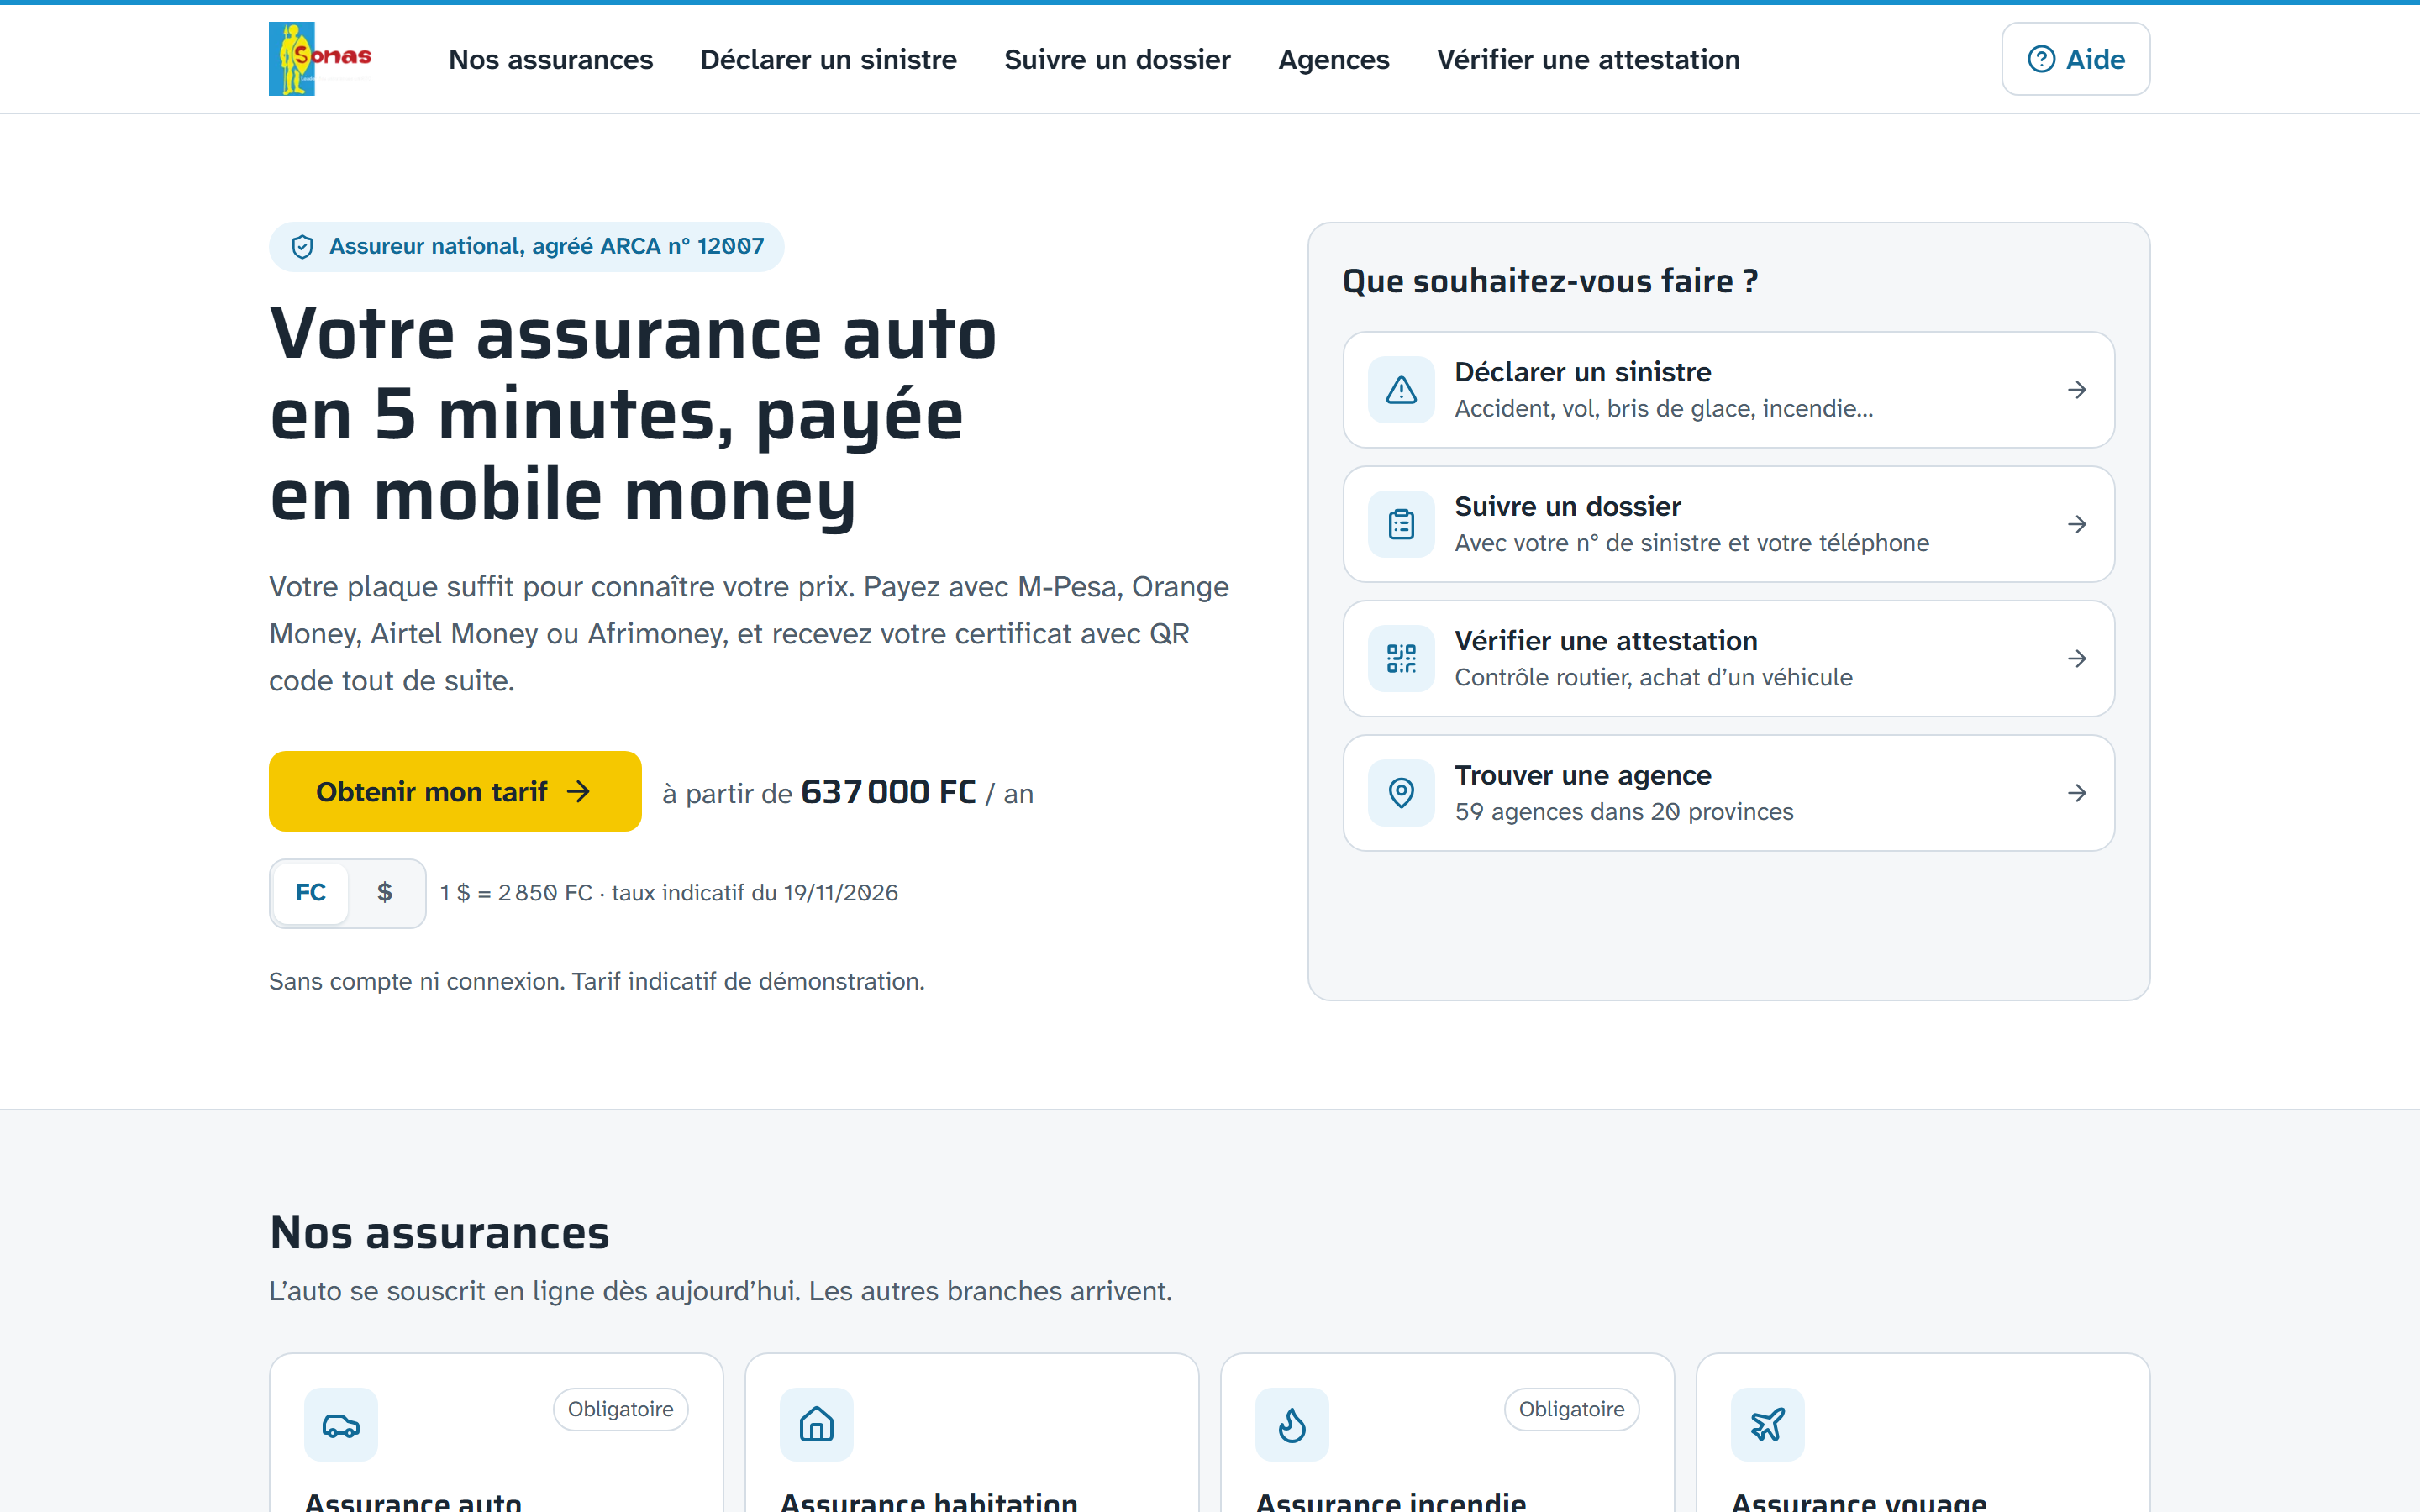 Sonas
Nos assurances
Déclarer un sinistre
Suivre un dossier
Agences
Vérifier une attestation
Aide
Assureur national, agréé ARCA n° 12007
Votre assurance auto
en 5 minutes, payée
en mobile money
Votre plaque suffit pour connaître votre prix. Payez avec M-Pesa, Orange
Money, Airtel Money ou Afrimoney, et recevez votre certificat avec QR
code tout de suite.
Obtenir mon tarif
à partir de 637 000 FC / an
FC
$
1 $ = 2 850 FC · taux indicatif du 19/11/2026
Sans compte ni connexion. Tarif indicatif de démonstration.
Que souhaitez-vous faire ?
Déclarer un sinistre
Accident, vol, bris de glace, incendie…
Suivre un dossier
Avec votre n° de sinistre et votre téléphone
Vérifier une attestation
Contrôle routier, achat d’un véhicule
Trouver une agence
59 agences dans 20 provinces
Nos assurances
L’auto se souscrit en ligne dès aujourd’hui. Les autres branches arrivent.
Obligatoire
Assurance auto
Assurance habitation
Obligatoire
Assurance incendie
Assurance voyage